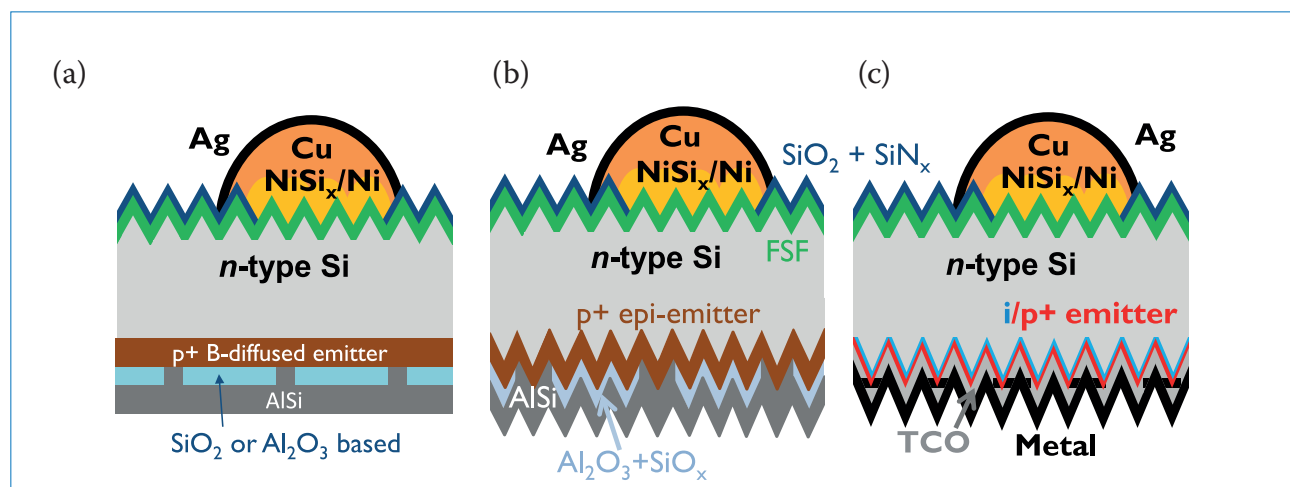 (a)
(b)
(c)
Ag
Cu
NiSiₓ/Ni
n-type Si
p+ B-diffused emitter
AlSi
SiO₂ or Al₂O₃ based
Ag
Cu
NiSiₓ/Ni
SiO₂ + SiNₓ
FSF
n-type Si
p+ epi-emitter
AlSi
Al₂O₃+SiOₓ
Ag
Cu
NiSiₓ/Ni
n-type Si
i/p+ emitter
TCO
Metal